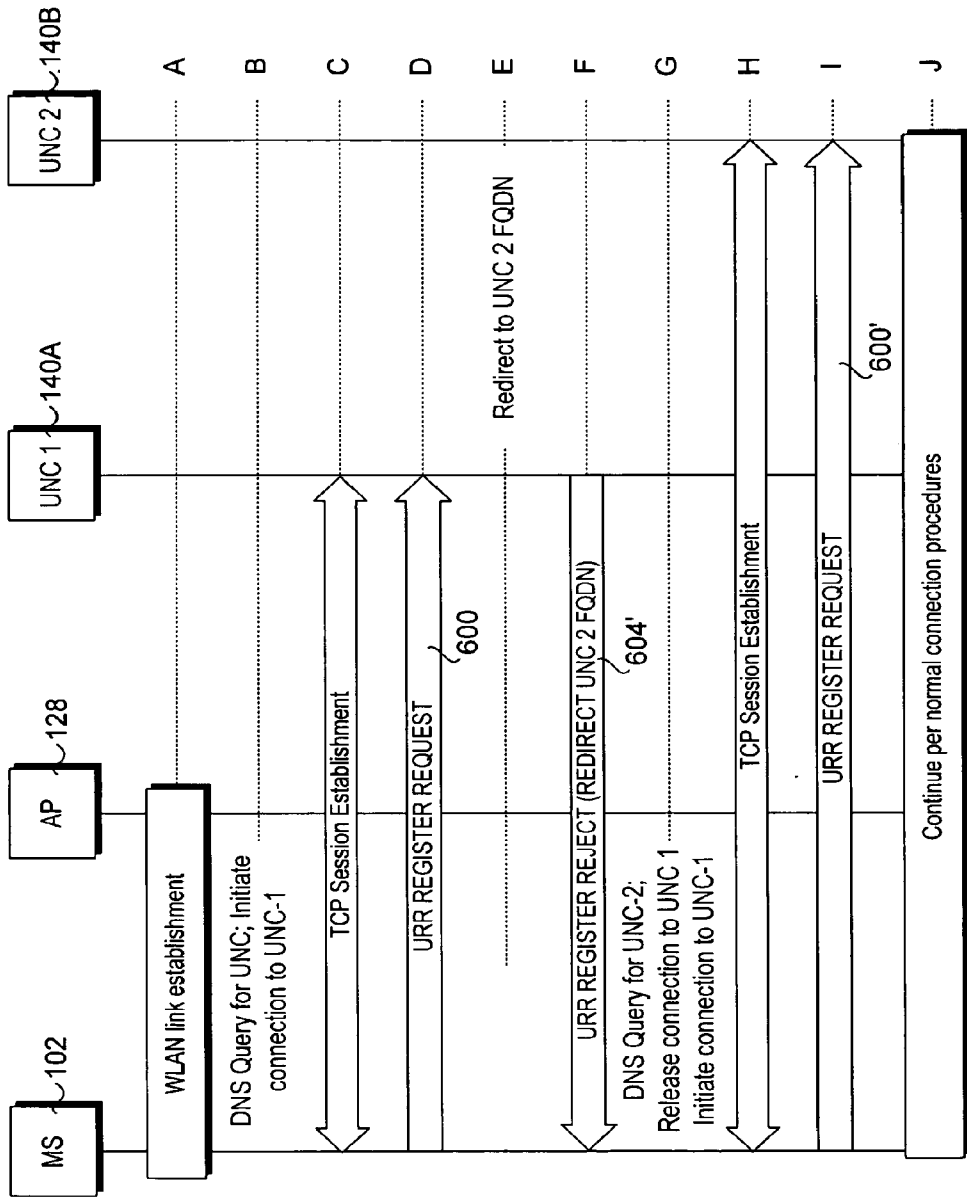 MS 102
AP 128
UNC 1 140A
UNC 2 140B
WLAN link establishment
A
DNS Query for UNC; Initiate
connection to UNC-1
B
TCP Session Establishment
C
URR REGISTER REQUEST
600
D
Redirect to UNC 2 FQDN
E
URR REGISTER REJECT (REDIRECT UNC 2 FQDN)
604'
F
DNS Query for UNC-2;
Release connection to UNC 1
Initiate connection to UNC-1
G
TCP Session Establishment
H
URR REGISTER REQUEST
600'
I
Continue per normal connection procedures
J